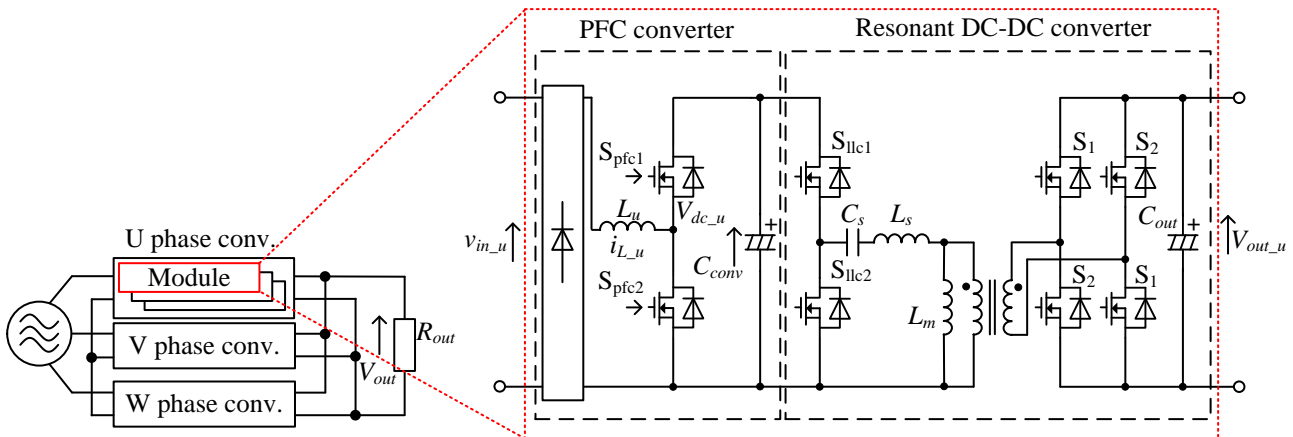 PFC converter
Resonant DC-DC converter
S_pfc1
L_u
i_L_u
V_dc_u
S_pfc2
C_conv
v_in_u
S_llc1
C_s
L_s
S_llc2
L_m
S_1
S_2
S_2
S_1
C_out
V_out_u
U phase conv.
Module
V phase conv.
W phase conv.
V_out
R_out
+
+